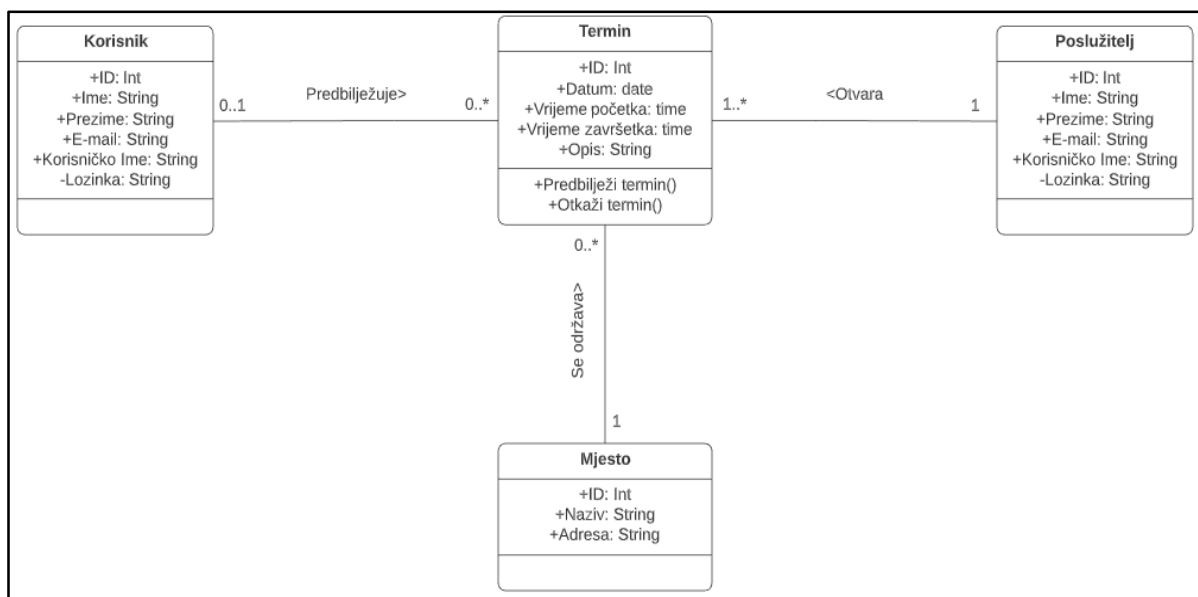 Korisnik
+ID: Int
+Ime: String
+Prezime: String
+E-mail: String
+Korisničko Ime: String
-Lozinka: String
0..1
Predbilježuje>
0..*
Termin
+ID: Int
+Datum: date
+Vrijeme početka: time
+Vrijeme završetka: time
+Opis: String
+Predbilježi termin()
+Otkaži termin()
1..*
<Otvara
1
Poslužitelj
+ID: Int
+Ime: String
+Prezime: String
+E-mail: String
+Korisničko Ime: String
-Lozinka: String
0..*
Se održava>
1
Mjesto
+ID: Int
+Naziv: String
+Adresa: String